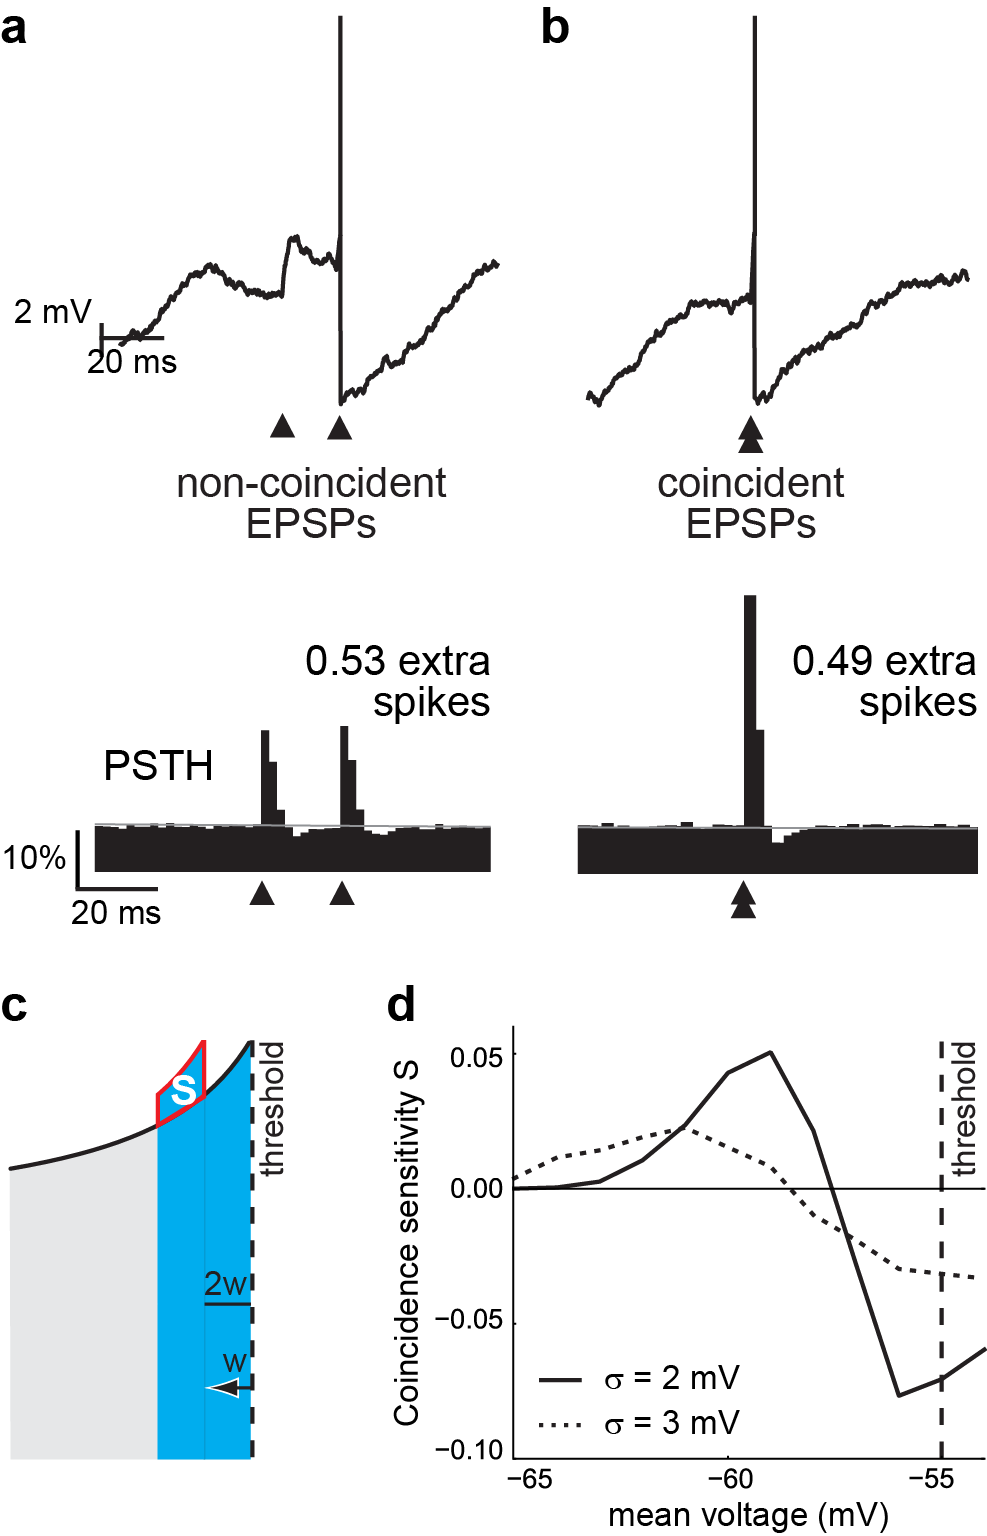 a
b
2 mV
20 ms
non-coincident
EPSPs
coincident
EPSPs
0.53 extra
spikes
0.49 extra
spikes
PSTH
10%
20 ms
c
S
threshold
2w
w
d
Coincidence sensitivity S
0.05
0.00
−0.05
−0.10
threshold
σ = 2 mV
σ = 3 mV
−65
−60
−55
mean voltage (mV)